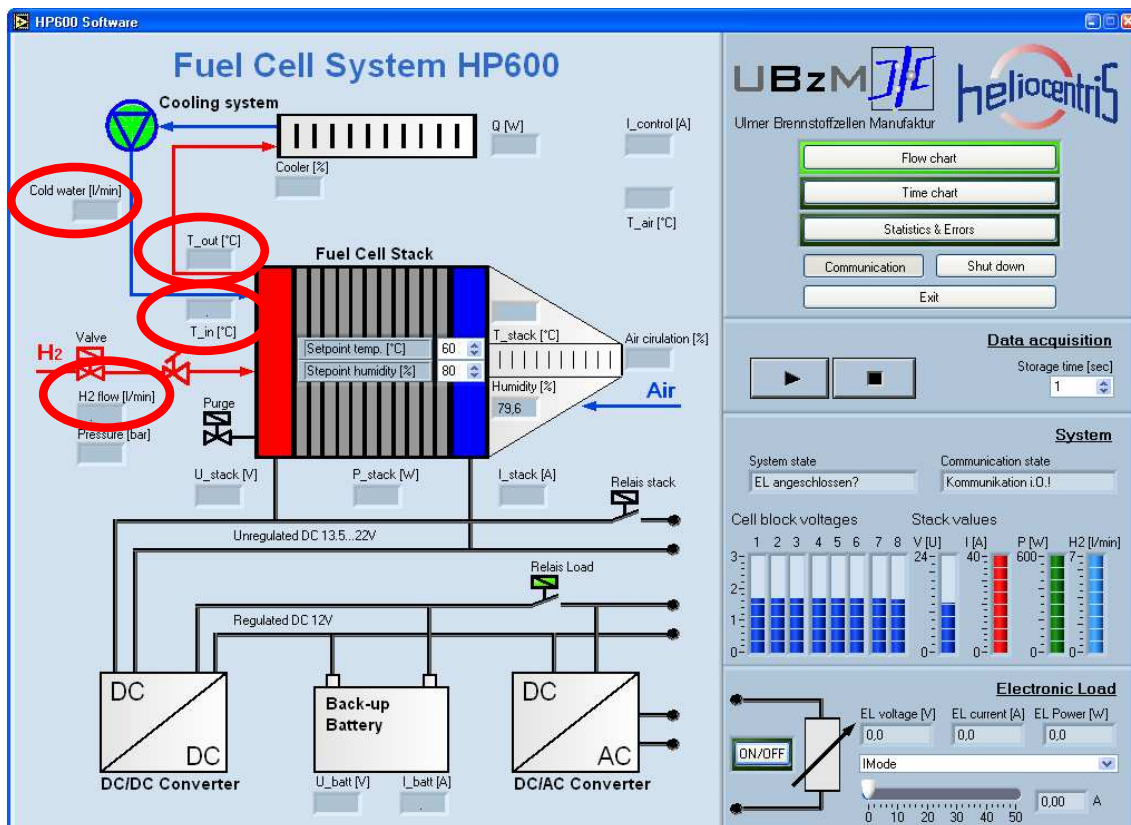 HP600 Software
Fuel Cell System HP600
Cooling system
Q [W]
I_control [A]
Cooler [%]
Cold water [l/min]
T_air [°C]
T_out [°C]
Fuel Cell Stack
T_in [°C]
Valve
H2
Setpoint temp. [°C] 60
Stepoint humidity [%] 80
T_stack [°C]
Air cirulation [%]
Humidity [%]
79,6
Air
H2 flow [l/min]
Pressure [bar]
Purge
U_stack [V]
P_stack [W]
I_stack [A]
Relais stack
Unregulated DC 13.5...22V
Relais Load
Regulated DC 12V
DC
DC
DC/DC Converter
Back-up
Battery
U_batt [V]
I_batt [A]
DC
AC
DC/AC Converter
UBzM
Ulmer Brennstoffzellen Manufaktur
heliocentris
Flow chart
Time chart
Statistics & Errors
Communication
Shut down
Exit
Data acquisition
Storage time [sec]
1
System
System state
EL angeschlossen?
Communication state
Kommunikation i.O.!
Cell block voltages
1 2 3 4 5 6 7 8
3
2
1
0
Stack values
V [U] I [A] P [W] H2 [l/min]
24 40 600 7
0 0 0 0
Electronic Load
EL voltage [V] EL current [A] EL Power [W]
0,0 0,0 0,0
ON/OFF
IMode
0,00 A
0 10 20 30 40 50